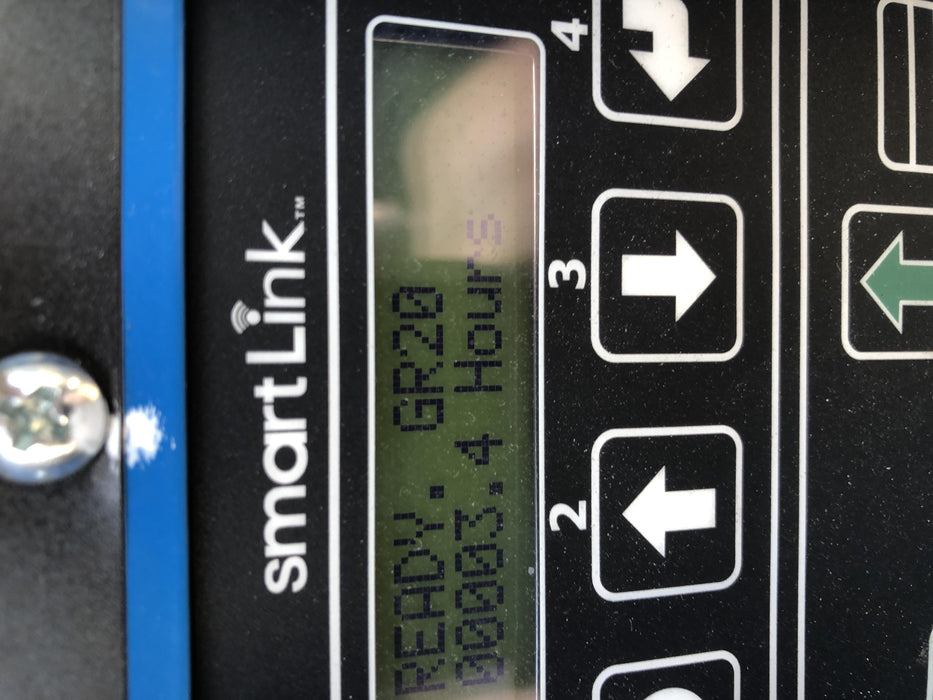 smartLink™
READY. GR20
00003.4 Hours
2
3
4